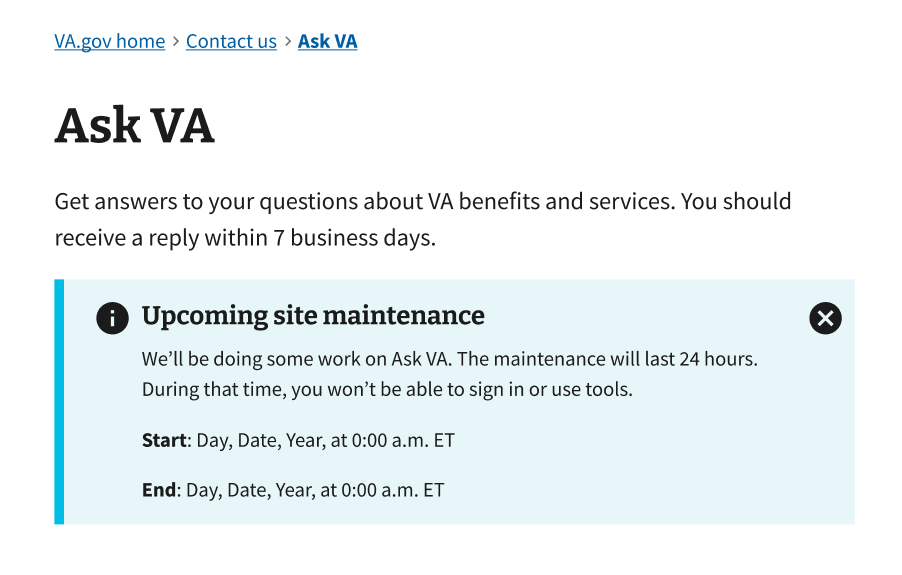 VA.gov home > Contact us > Ask VA
Ask VA
Get answers to your questions about VA benefits and services. You should
receive a reply within 7 business days.
Upcoming site maintenance
We’ll be doing some work on Ask VA. The maintenance will last 24 hours.
During that time, you won’t be able to sign in or use tools.
Start: Day, Date, Year, at 0:00 a.m. ET
End: Day, Date, Year, at 0:00 a.m. ET